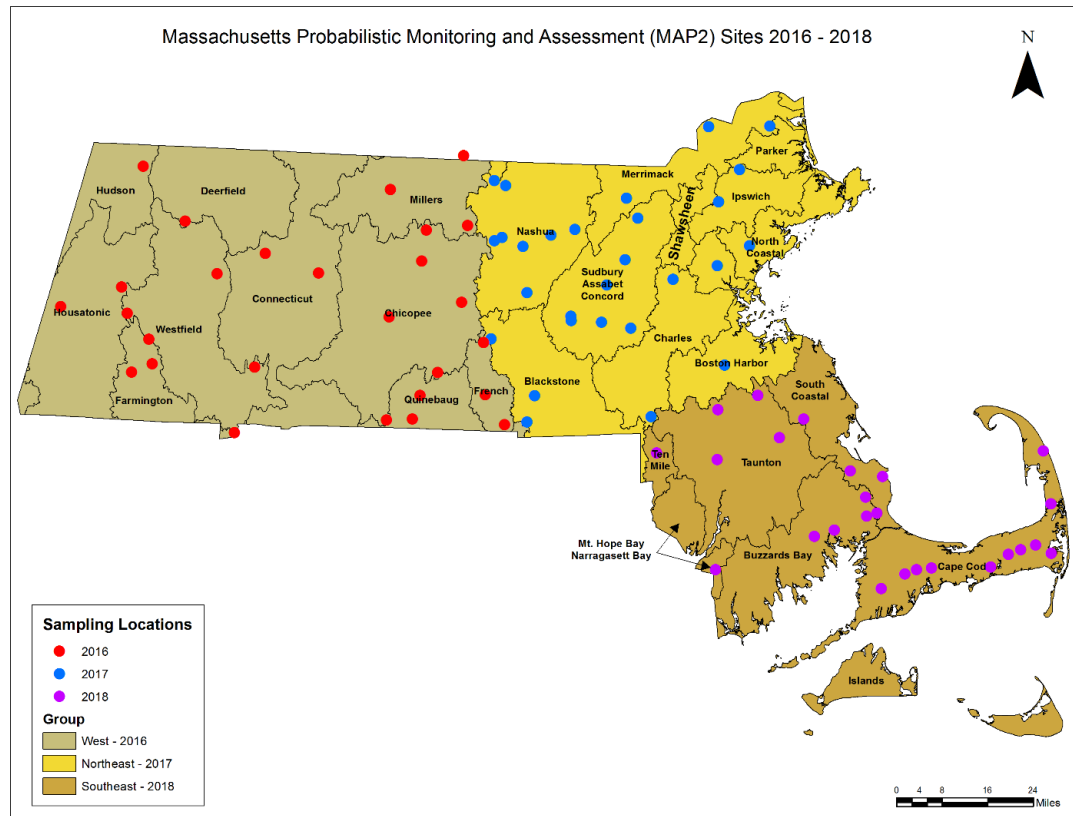 Massachusetts Probabilistic Monitoring and Assessment (MAP2) Sites 2016 - 2018
N
Parker
Merrimack
Hudson
Deerfield
Ipswich
Millers
Shawsheen
Nashua
North
Coastal
Sudbury
Assabet
Concord
Connecticut
Housatonic
Chicopee
Westfield
Charles
Boston Harbor
Blackstone
South
Coastal
French
Farmington
Quinebaug
Ten
Mile
Taunton
Mt. Hope Bay
Narragasett Bay
Buzzards Bay
Cape Cod
Islands
Sampling Locations
2016
2017
2018
Group
West - 2016
Northeast - 2017
Southeast - 2018
0 4 8 16 24
Miles